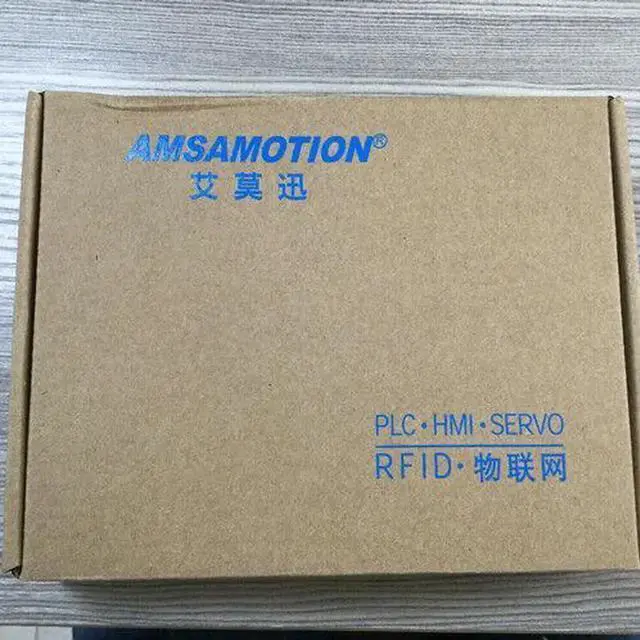 AMSAMOTION®
艾莫迅
PLC·HMI·SERVO
RFID·物联网